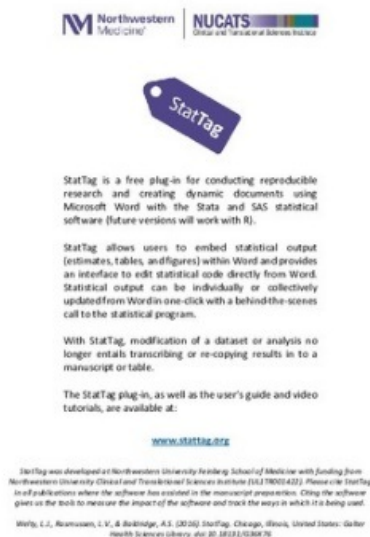 Northwestern
Medicine®
NUCATS
Clinical and Translational Sciences Institute
StatTag
StatTag is a free plug-in for conducting reproducible
research and creating dynamic documents using
Microsoft Word with the Stata and SAS statistical
software (future versions will work with R).
StatTag allows users to embed statistical output
(estimates, tables, and figures) within Word and provides
an interface to edit statistical code directly from Word.
Statistical output can be individually or collectively
updated from Word in one-click with a behind-the-scenes
call to the statistical program.
With StatTag, modification of a dataset or analysis no
longer entails transcribing or re-copying results in to a
manuscript or table.
The StatTag plug-in, as well as the user's guide and video
tutorials, are available at:
www.stattag.org
StatTag was developed at Northwestern University Feinberg School of Medicine with funding from
Northwestern University Clinical and Translational Sciences Institute (UL1TR001422). Please cite StatTag
in all publications where the software has assisted in the manuscript preparation. Citing the software
gives us the tools to measure the impact of the software and track the ways in which it is being used.
Welty, L.J., Rasmussen, L.V., & Baldridge, A.S. (2016) StatTag. Chicago, Illinois, United States: Galter
Health Sciences Library. doi:10.18131/G36K76